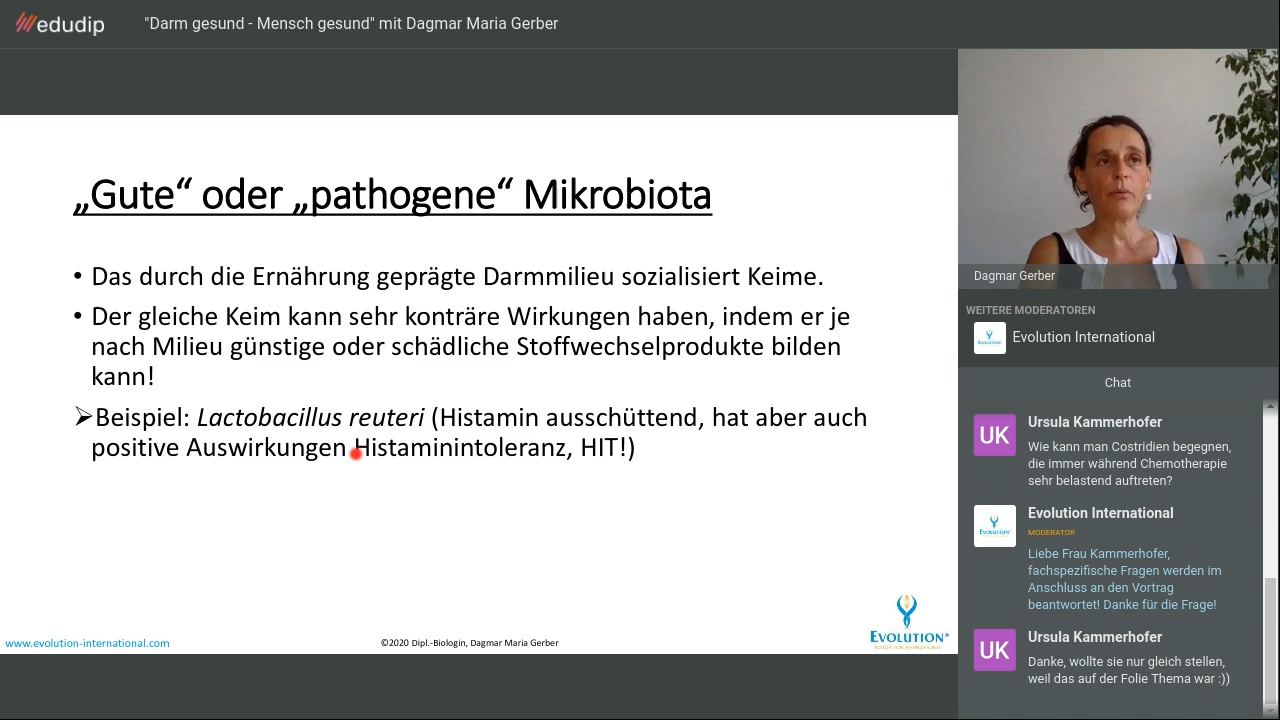 edudip
"Darm gesund - Mensch gesund" mit Dagmar Maria Gerber
„Gute“ oder „pathogene“ Mikrobiota
• Das durch die Ernährung geprägte Darmmilieu sozialisiert Keime.
• Der gleiche Keim kann sehr konträre Wirkungen haben, indem er je
nach Milieu günstige oder schädliche Stoffwechselprodukte bilden
kann!
➢Beispiel: Lactobacillus reuteri (Histamin ausschüttend, hat aber auch
positive Auswirkungen Histaminintoleranz, HIT!)
www.evolution-international.com
©2020 Dipl.-Biologin, Dagmar Maria Gerber
EVOLUTION®
Dagmar Gerber
WEITERE MODERATOREN
Evolution International
Chat
UK
Ursula Kammerhofer
Wie kann man Costridien begegnen,
die immer während Chemotherapie
sehr belastend auftreten?
EVOLUTION
Evolution International
MODERATOR
Liebe Frau Kammerhofer,
fachspezifische Fragen werden im
Anschluss an den Vortrag
beantwortet! Danke für die Frage!
UK
Ursula Kammerhofer
Danke, wollte sie nur gleich stellen,
weil das auf der Folie Thema war :))